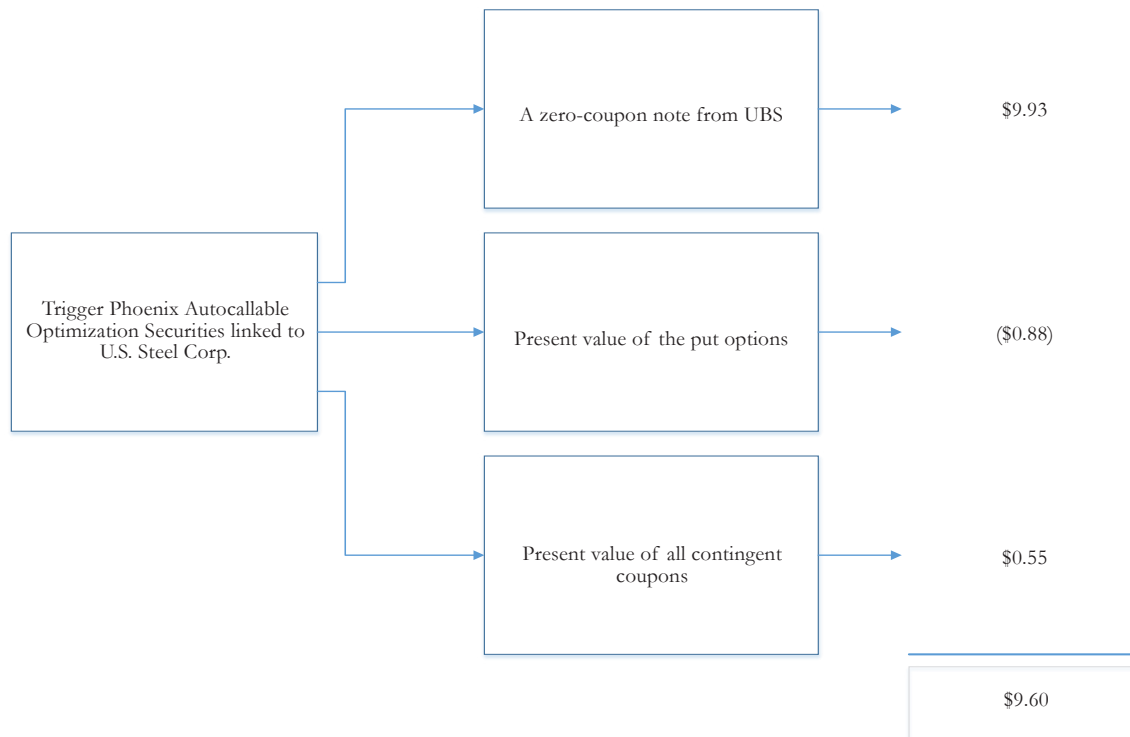 A zero-coupon note from UBS
$9.93
Trigger Phoenix Autocallable
Optimization Securities linked to
U.S. Steel Corp.
Present value of the put options
($0.88)
Present value of all contingent
coupons
$0.55
$9.60